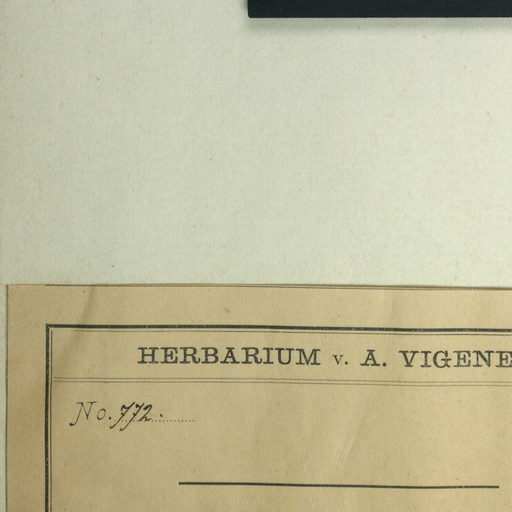 HERBARIUM v. A. VIGENE
No. 772.